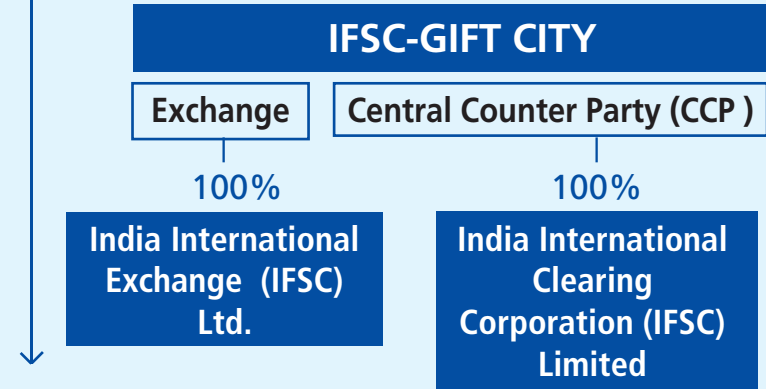 IFSC-GIFT CITY
Exchange
Central Counter Party (CCP )
100%
100%
India International
Exchange (IFSC)
Ltd.
India International
Clearing
Corporation (IFSC)
Limited